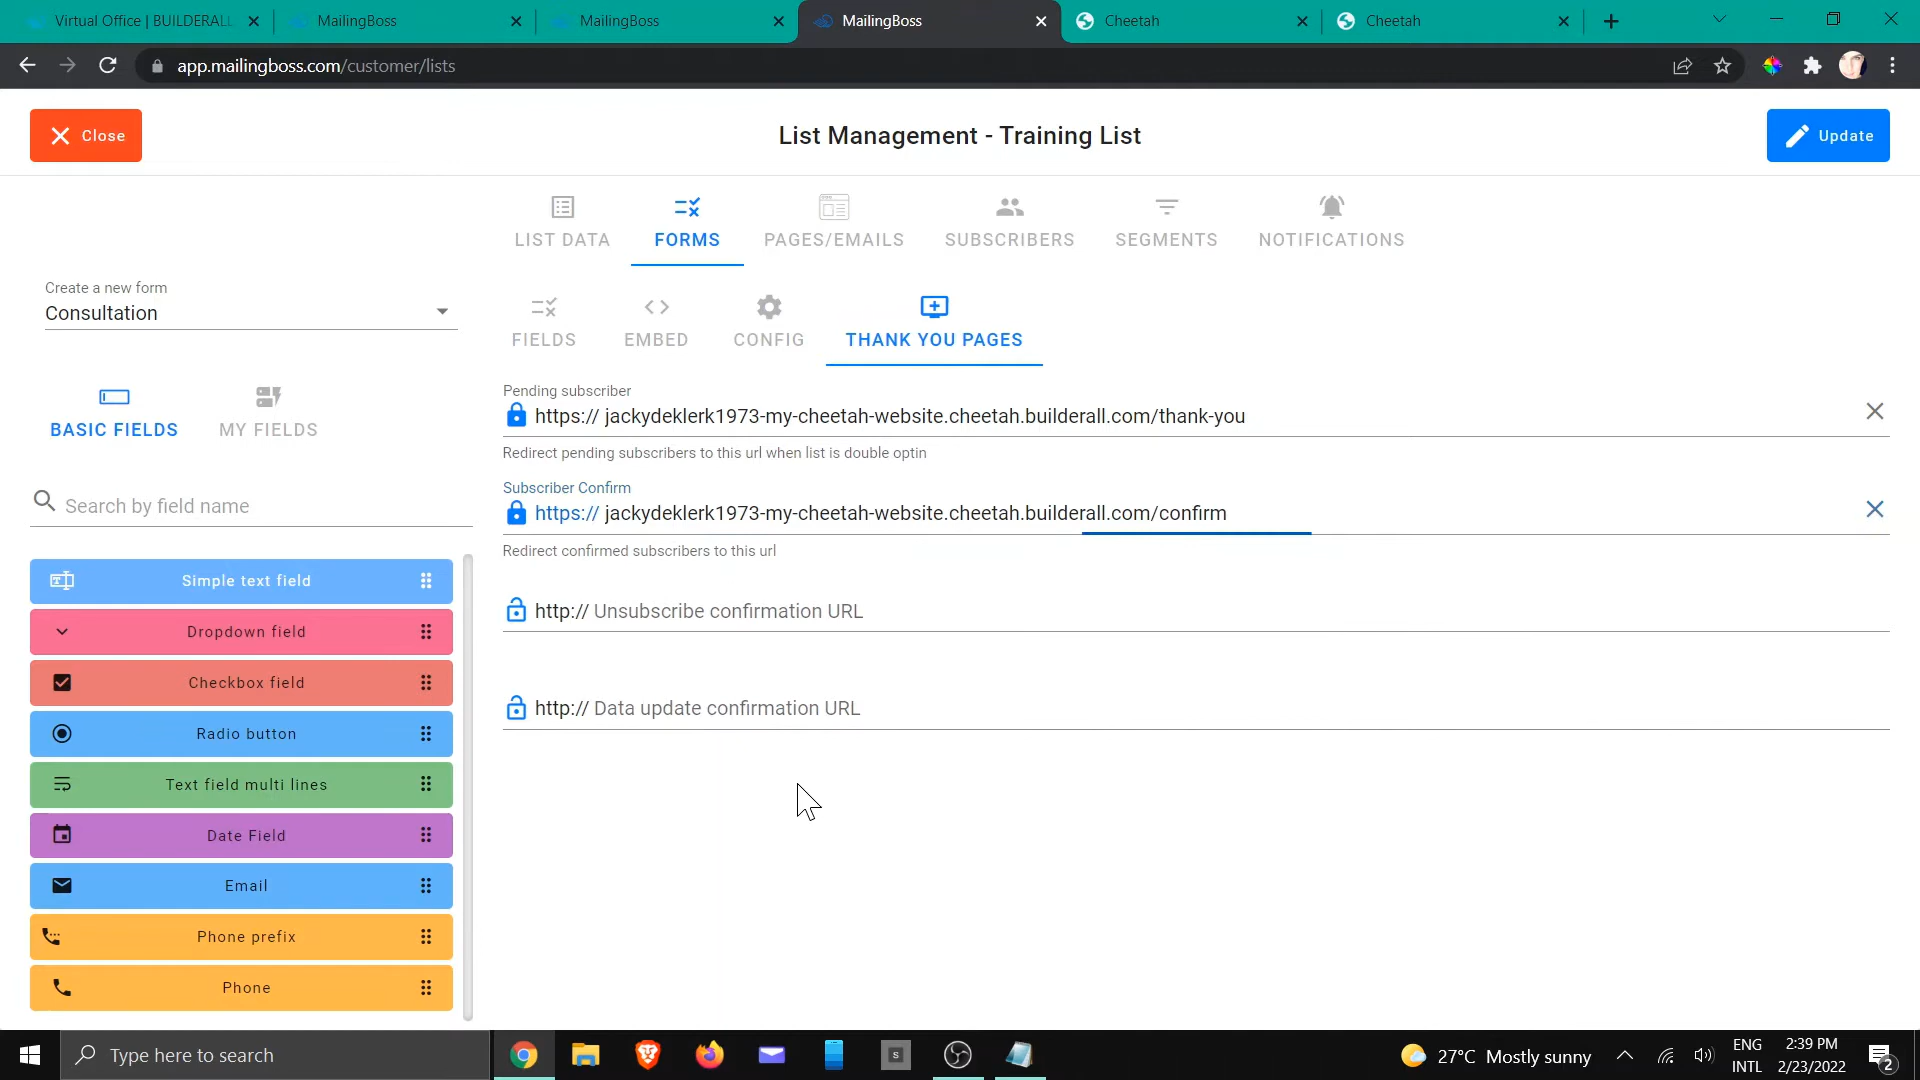 Virtual Office | BUILDERALL
MailingBoss
MailingBoss
MailingBoss
Cheetah
Cheetah
app.mailingboss.com/customer/lists
Close
List Management - Training List
Update
LIST DATA
FORMS
PAGES/EMAILS
SUBSCRIBERS
SEGMENTS
NOTIFICATIONS
Create a new form
Consultation
FIELDS
EMBED
CONFIG
THANK YOU PAGES
BASIC FIELDS
MY FIELDS
Search by field name
Simple text field
Dropdown field
Checkbox field
Radio button
Text field multi lines
Date Field
Email
Phone prefix
Phone
Pending subscriber
https:// jackydeklerk1973-my-cheetah-website.cheetah.builderall.com/thank-you
Redirect pending subscribers to this url when list is double optin
Subscriber Confirm
https:// jackydeklerk1973-my-cheetah-website.cheetah.builderall.com/confirm
Redirect confirmed subscribers to this url
http:// Unsubscribe confirmation URL
http:// Data update confirmation URL
Type here to search
S
27°C Mostly sunny
ENG
INTL
2:39 PM
2/23/2022
2